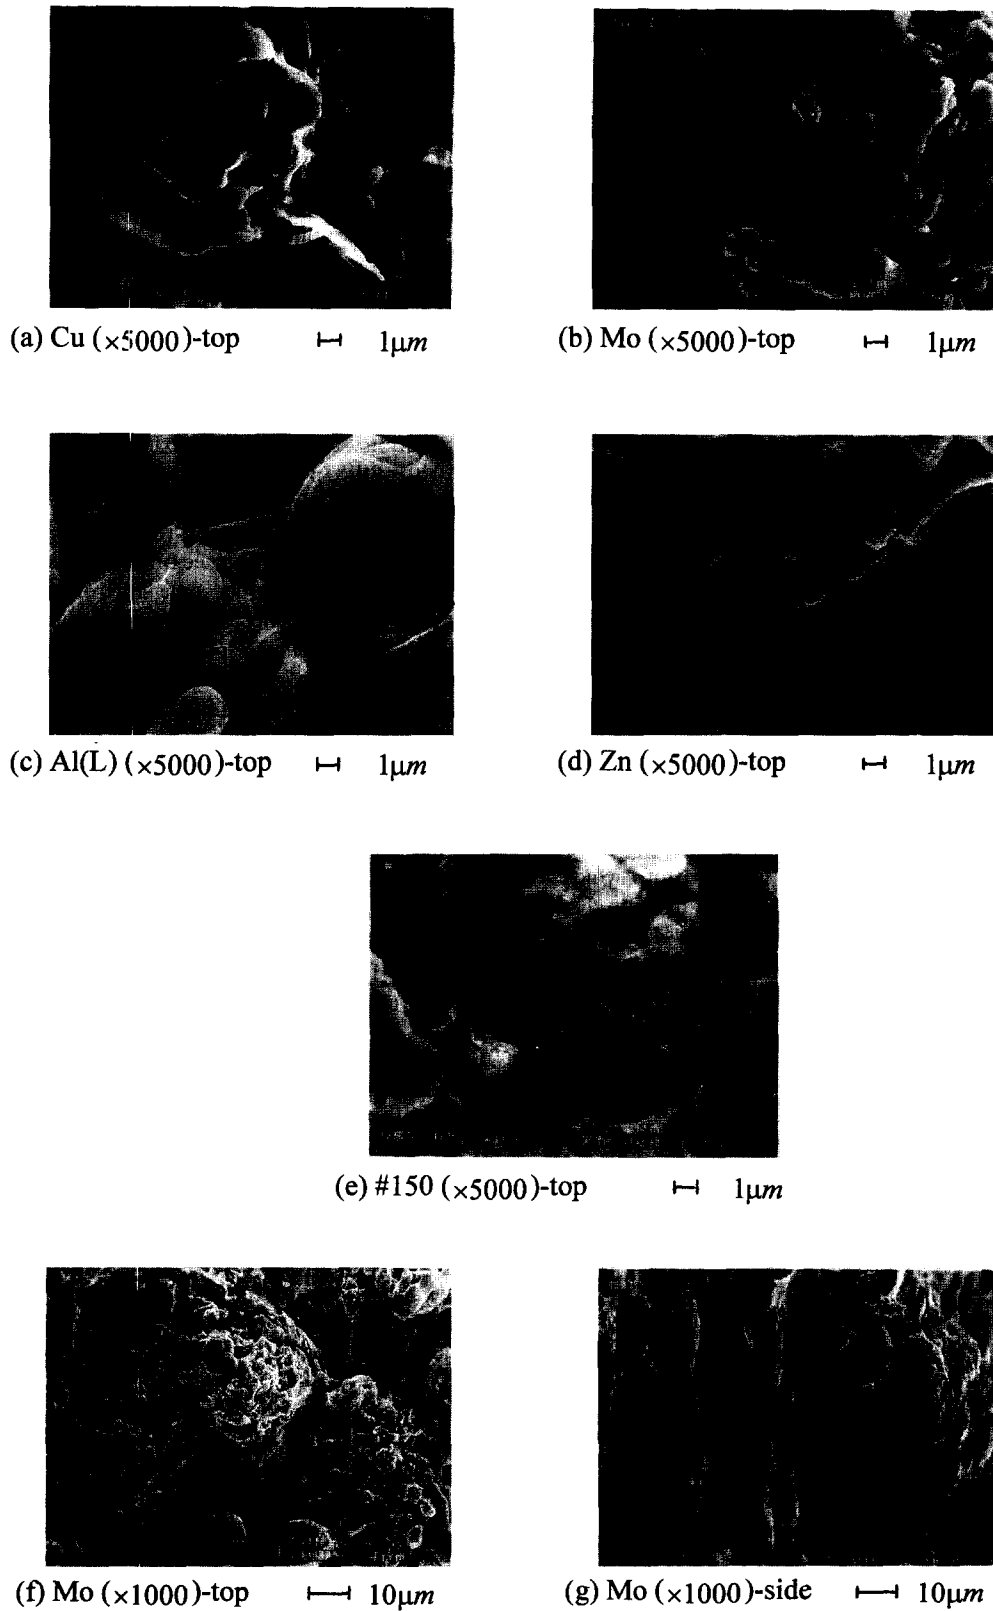 (a) Cu (×5000)-top 1μm
(b) Mo (×5000)-top 1μm
(c) Al(L) (×5000)-top 1μm
(d) Zn (×5000)-top 1μm
(e) #150 (×5000)-top 1μm
(f) Mo (×1000)-top 10μm
(g) Mo (×1000)-side 10μm